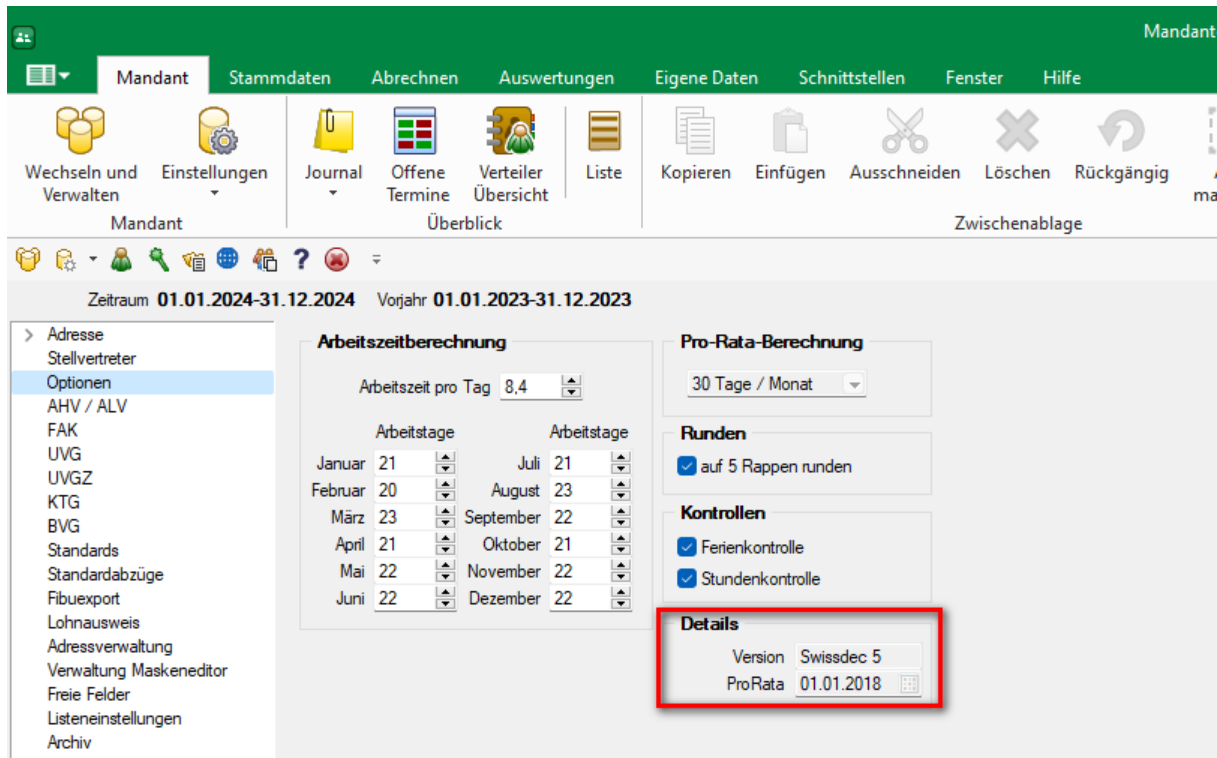 Mandant
Mandant Stammdaten Abrechnen Auswertungen Eigene Daten Schnittstellen Fenster Hilfe
Wechseln und Verwalten
Einstellungen
Journal
Offene Termine
Verteiler Übersicht
Liste
Kopieren
Einfügen
Ausschneiden
Löschen
Rückgängig
Mandant
Überblick
Zwischenablage
Zeitraum 01.01.2024-31.12.2024 Vorjahr 01.01.2023-31.12.2023
Adresse
Stellvertreter
Optionen
AHV / ALV
FAK
UVG
UVGZ
KTG
BVG
Standards
Standardabzüge
Fibuexport
Lohnausweis
Adressverwaltung
Verwaltung Maskeneditor
Freie Felder
Listeneinstellungen
Archiv
Arbeitszeitberechnung
Arbeitszeit pro Tag 8,4
Arbeitstage Arbeitstage
Januar 21 Juli 21
Februar 20 August 23
März 23 September 22
April 21 Oktober 21
Mai 22 November 22
Juni 22 Dezember 22
Pro-Rata-Berechnung
30 Tage / Monat
Runden
auf 5 Rappen runden
Kontrollen
Ferienkontrolle
Stundenkontrolle
Details
Version Swissdec 5
ProRata 01.01.2018